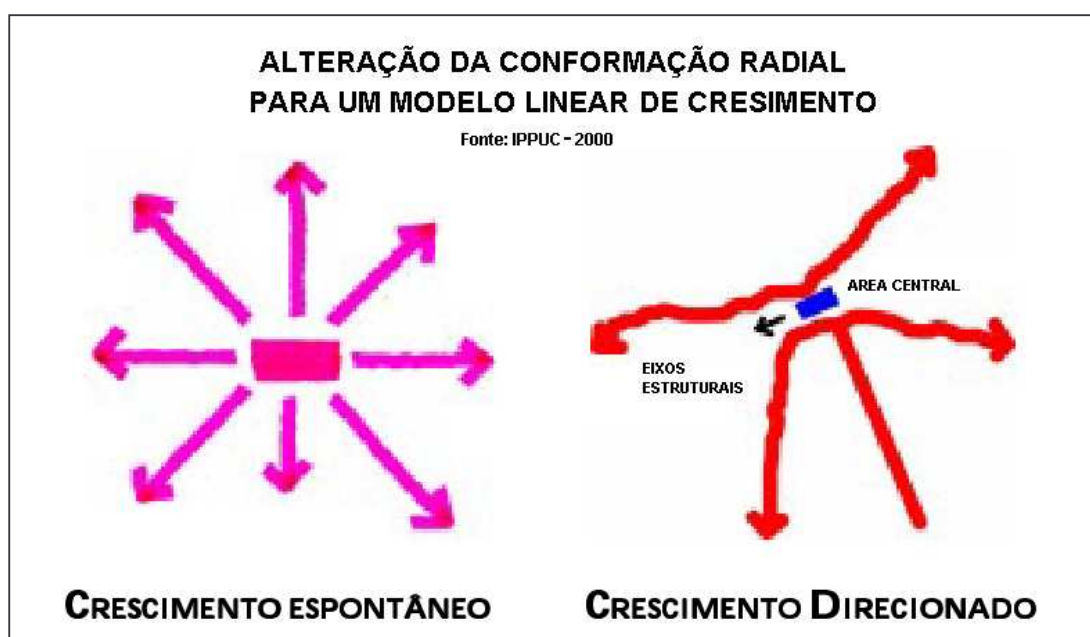 ALTERAÇÃO DA CONFORMAÇÃO RADIAL
PARA UM MODELO LINEAR DE CRESIMENTO
Fonte: IPPUC - 2000
AREA CENTRAL
EIXOS
ESTRUTURAIS
CRESCIMENTO ESPONTÂNEO
CRESCIMENTO DIRECIONADO